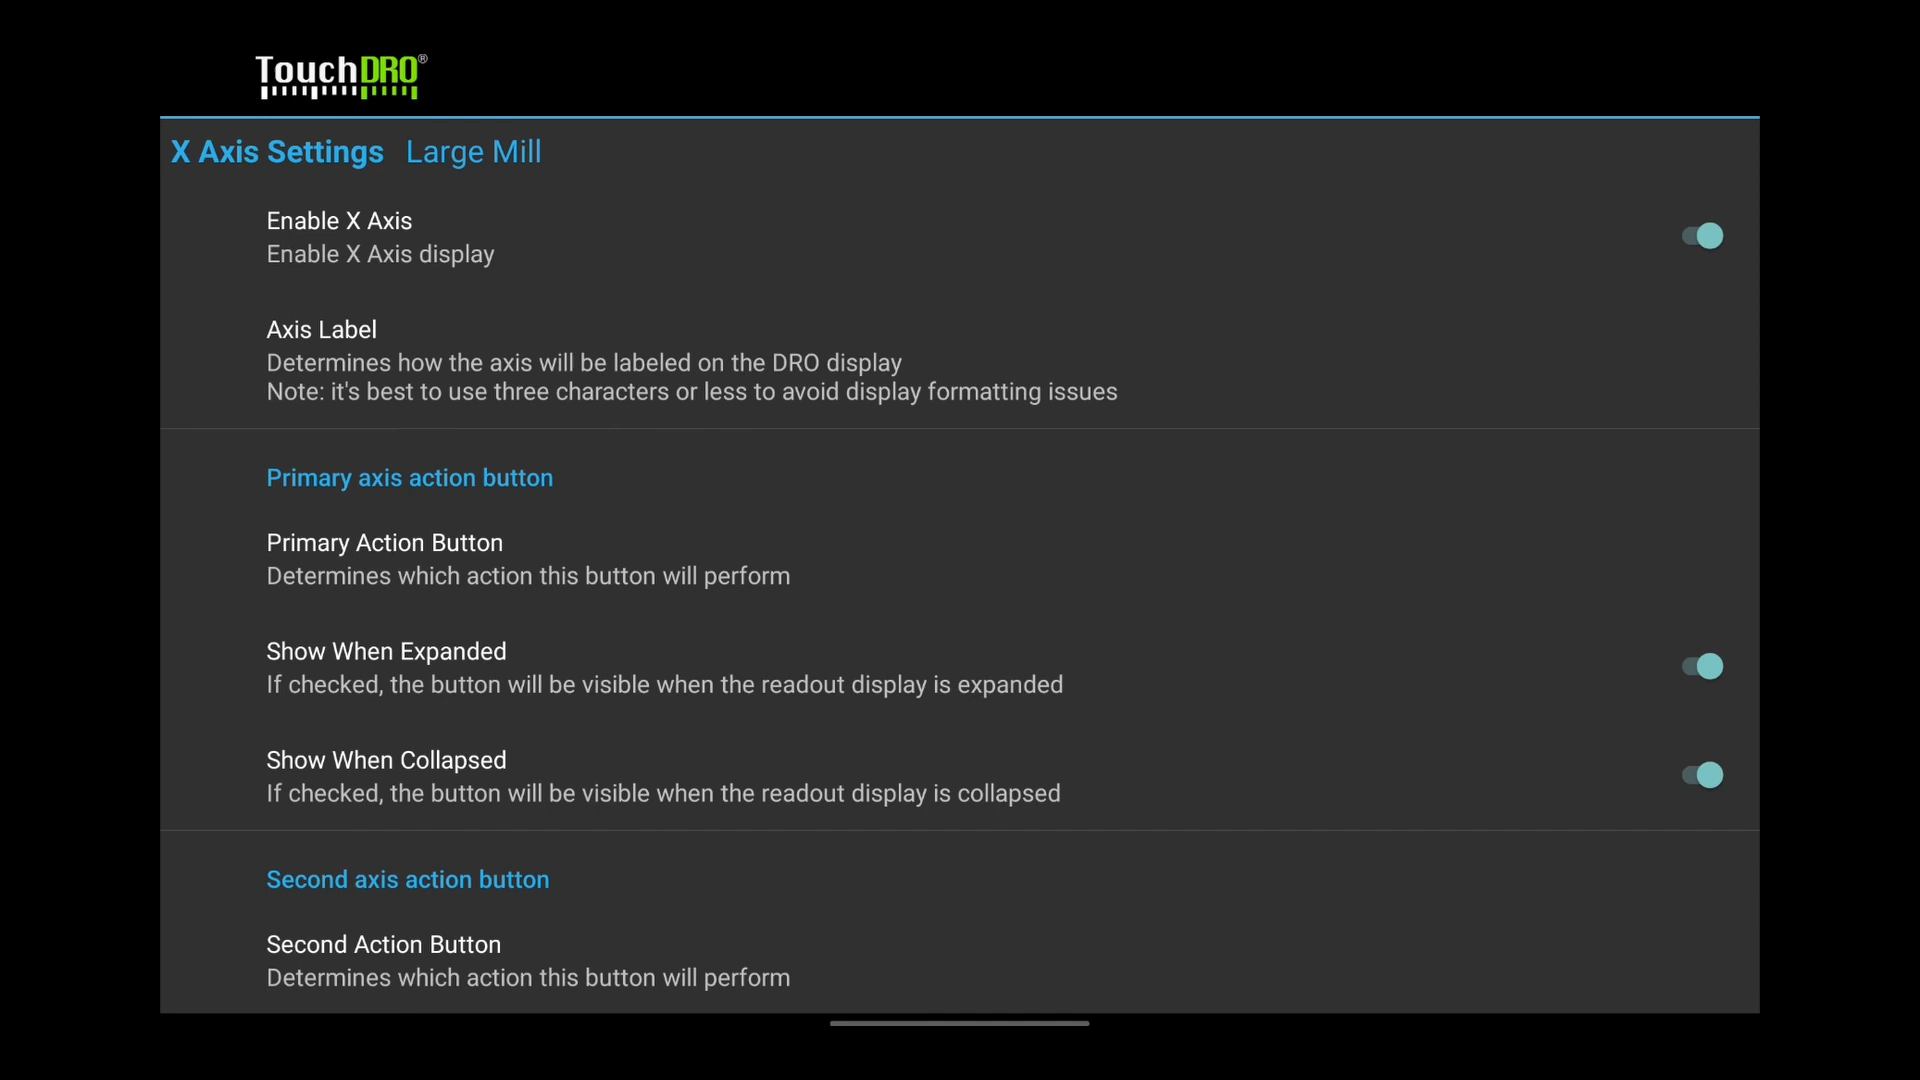 TouchDRO®
X Axis Settings Large Mill
Enable X Axis
Enable X Axis display
Axis Label
Determines how the axis will be labeled on the DRO display
Note: it's best to use three characters or less to avoid display formatting issues
Primary axis action button
Primary Action Button
Determines which action this button will perform
Show When Expanded
If checked, the button will be visible when the readout display is expanded
Show When Collapsed
If checked, the button will be visible when the readout display is collapsed
Second axis action button
Second Action Button
Determines which action this button will perform